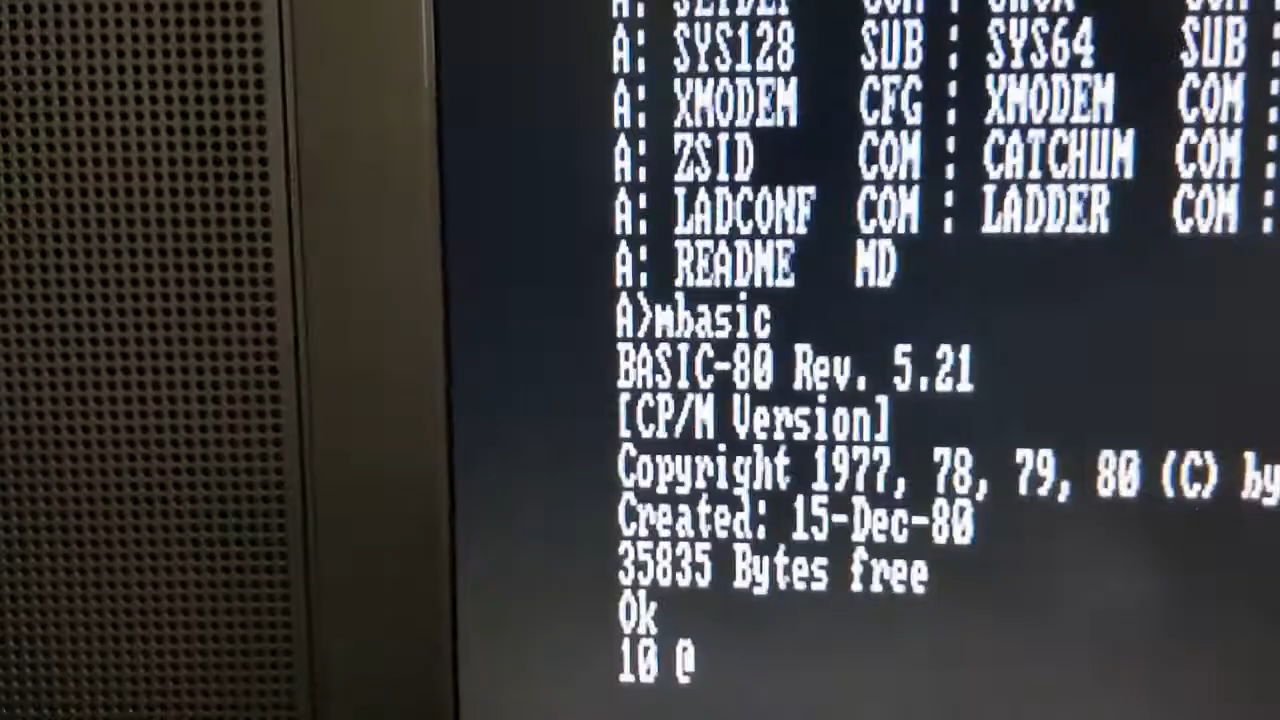 A: SYS128 SUB : SYS64 SUB :
A: XMODEM CFG : XMODEM COM :
A: ZSID COM : CATCHUM COM :
A: LADCONF COM : LADDER COM :
A: README MD
A>mbasic
BASIC-80 Rev. 5.21
[CP/M Version]
Copyright 1977, 78, 79, 80 (C) by
Created: 15-Dec-80
35835 Bytes free
Ok
10 @